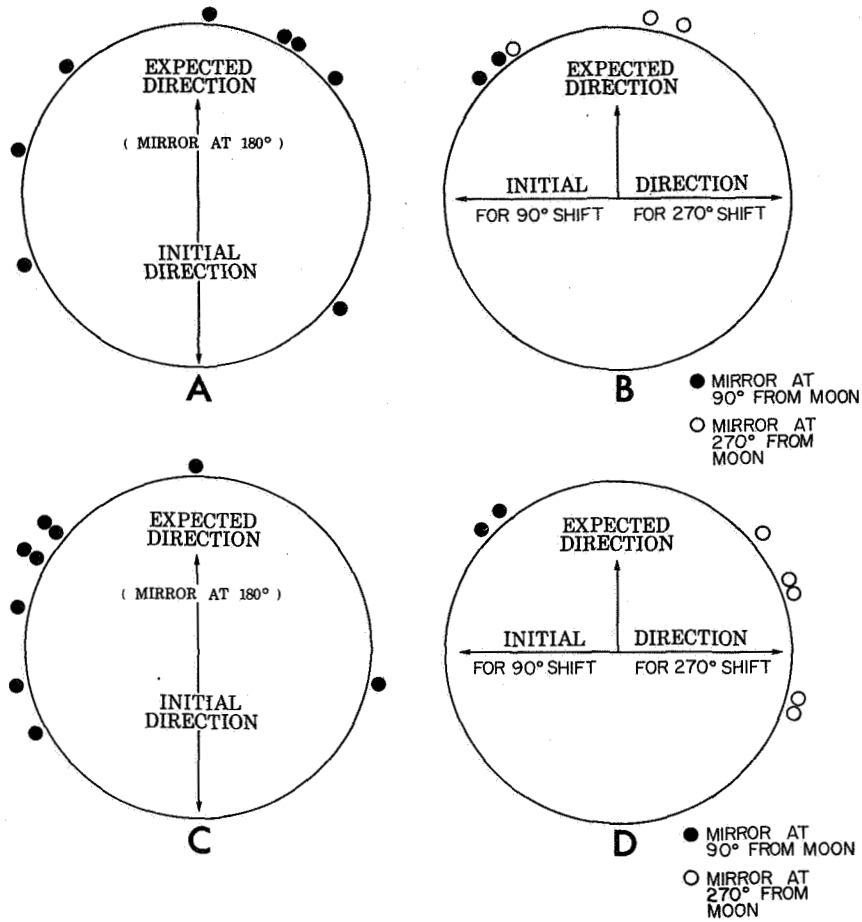 EXPECTED
DIRECTION
( MIRROR AT 180° )
INITIAL
DIRECTION
A
EXPECTED
DIRECTION
INITIAL DIRECTION
FOR 90° SHIFT FOR 270° SHIFT
B
MIRROR AT
90° FROM MOON
MIRROR AT
270° FROM
MOON
EXPECTED
DIRECTION
( MIRROR AT 180° )
INITIAL
DIRECTION
C
EXPECTED
DIRECTION
INITIAL DIRECTION
FOR 90° SHIFT FOR 270° SHIFT
D
MIRROR AT
90° FROM MOON
MIRROR AT
270° FROM
MOON